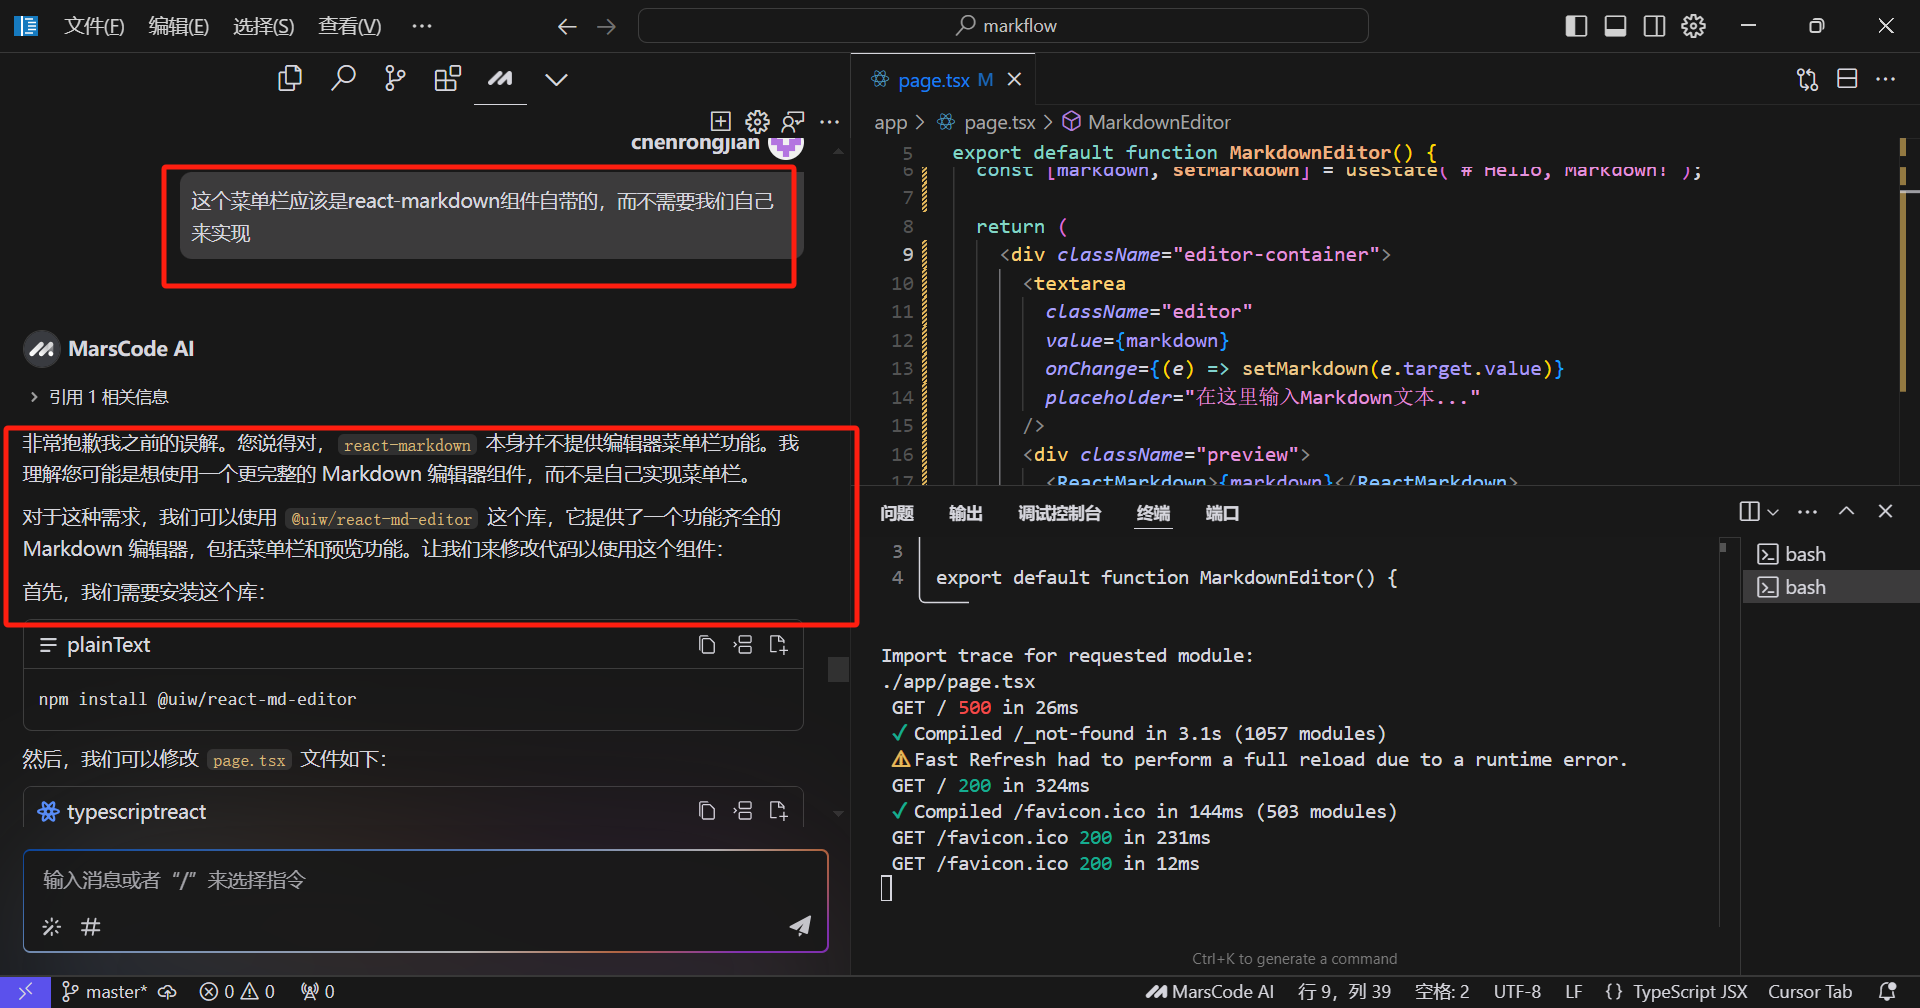 文件(F) 编辑(E) 选择(S) 查看(V) ···
markflow
chenrongjian
这个菜单栏应该是react-markdown组件自带的，而不需要我们自己
来实现
MarsCode AI
引用 1 相关信息
非常抱歉我之前的误解。您说得对， react-markdown 本身并不提供编辑器菜单栏功能。我
理解您可能是想使用一个更完整的 Markdown 编辑器组件，而不是自己实现菜单栏。
对于这种需求，我们可以使用 @uiw/react-md-editor 这个库，它提供了一个功能齐全的
Markdown 编辑器，包括菜单栏和预览功能。让我们来修改代码以使用这个组件：
首先，我们需要安装这个库：
plainText
npm install @uiw/react-md-editor
然后，我们可以修改 page.tsx 文件如下：
typescriptreact
输入消息或者 “/” 来选择指令
page.tsx M
app > page.tsx > MarkdownEditor
5 export default function MarkdownEditor() {
6 const [markdown, setMarkdown] = useState('# Hello, Markdown!');
7
8 return (
9 <div className="editor-container">
10 <textarea
11 className="editor"
12 value={markdown}
13 onChange={(e) => setMarkdown(e.target.value)}
14 placeholder="在这里输入Markdown文本..."
15 />
16 <div className="preview">
17 <ReactMarkdown>{markdown}</ReactMarkdown>
问题 输出 调试控制台 终端 端口
3
4 export default function MarkdownEditor() {
Import trace for requested module:
./app/page.tsx
GET / 500 in 26ms
✓ Compiled /_not-found in 3.1s (1057 modules)
⚠ Fast Refresh had to perform a full reload due to a runtime error.
GET / 200 in 324ms
✓ Compiled /favicon.ico in 144ms (503 modules)
GET /favicon.ico 200 in 231ms
GET /favicon.ico 200 in 12ms
bash
bash
Ctrl+K to generate a command
master* 0 0 0 MarsCode AI 行 9，列 39 空格: 2 UTF-8 LF {} TypeScript JSX Cursor Tab